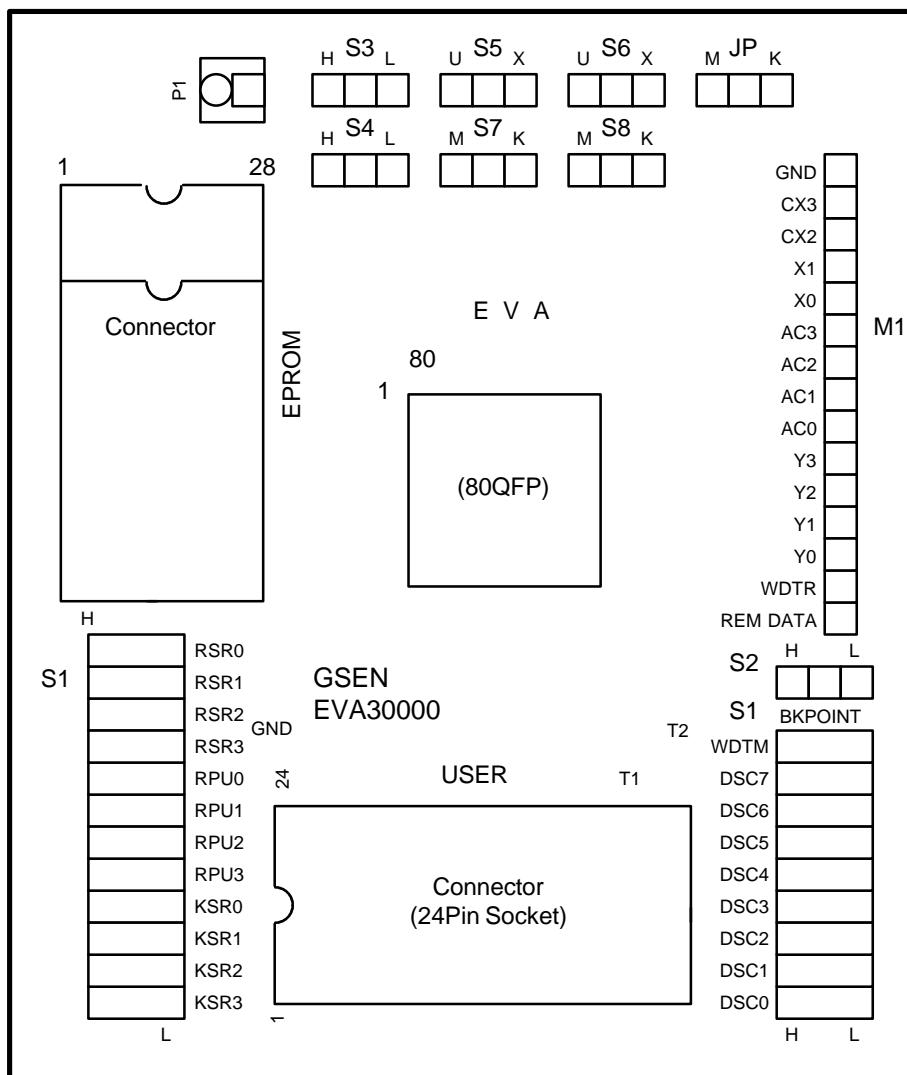 S3 S5 S6 JP
H L U X U X M K
P1
S4 S7 S8
H L M K M K
1 28
GND
CX3
CX2
X1
X0
AC3
AC2
AC1
AC0
Y3
Y2
Y1
Y0
WDTR
REM DATA
M1
Connector
EPROM
E V A
80
1
(80QFP)
H
S1
RSR0
RSR1
RSR2
RSR3
RPU0
RPU1
RPU2
RPU3
KSR0
KSR1
KSR2
KSR3
L
GSEN
EVA30000
GND
T2
24
USER
T1
Connector
(24Pin Socket)
1
H L
S2
S1 BKPOINT
WDTM
DSC7
DSC6
DSC5
DSC4
DSC3
DSC2
DSC1
DSC0
H L